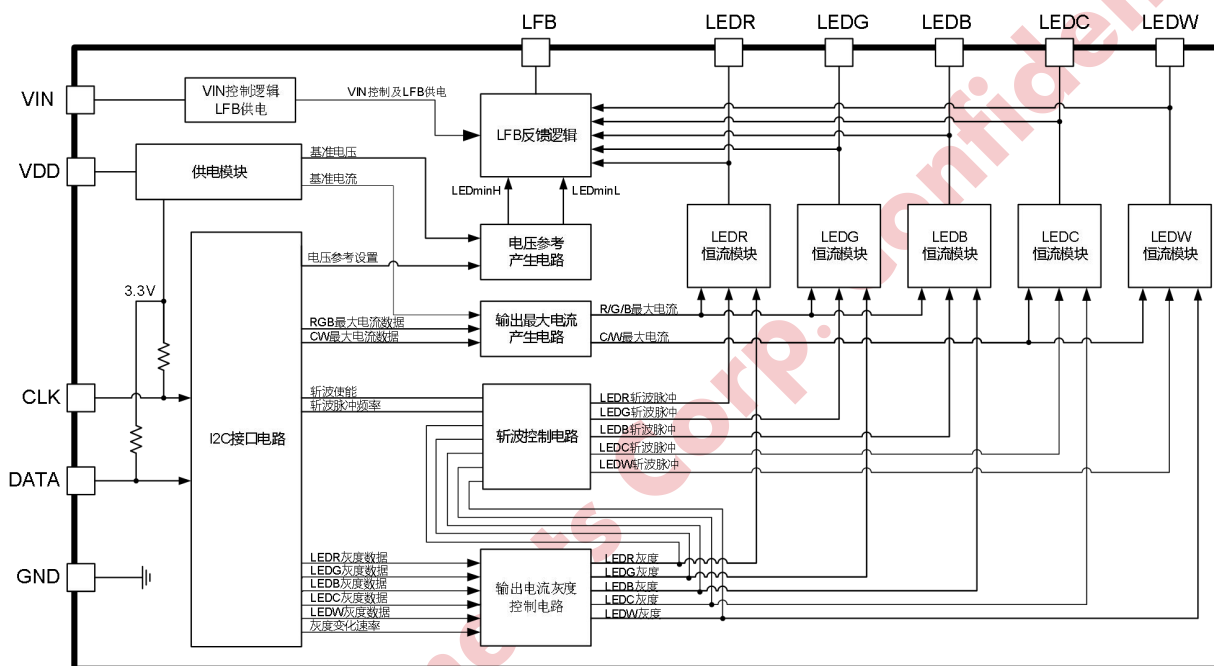 LFB
LEDR
LEDG
LEDB
LEDC
LEDW
VIN
VIN控制逻辑
LFB供电
VIN控制及LFB供电
LFB反馈逻辑
VDD
供电模块
基准电压
基准电流
LEDminH
LEDminL
电压参考
产生电路
电压参考设置
LEDR
恒流模块
LEDG
恒流模块
LEDB
恒流模块
LEDC
恒流模块
LEDW
恒流模块
3.3V
RGB最大电流数据
CW最大电流数据
输出最大电流
产生电路
R/G/B最大电流
C/W最大电流
CLK
I2C接口电路
斩波使能
斩波脉冲频率
斩波控制电路
LEDR斩波脉冲
LEDG斩波脉冲
LEDB斩波脉冲
LEDC斩波脉冲
LEDW斩波脉冲
DATA
GND
LEDR灰度数据
LEDG灰度数据
LEDB灰度数据
LEDC灰度数据
LEDW灰度数据
灰度变化速率
输出电流灰度
控制电路
LEDR灰度
LEDG灰度
LEDB灰度
LEDC灰度
LEDW灰度
ments Corp. Confiden